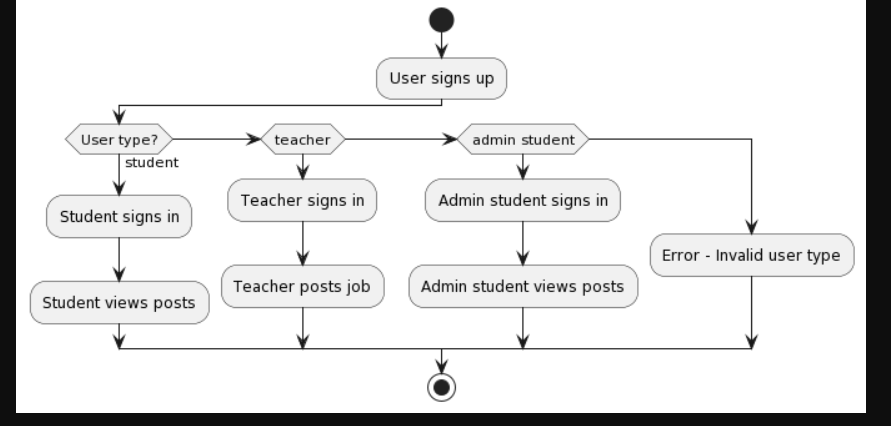 User signs up
User type?
teacher
admin student
student
Student signs in
Teacher signs in
Admin student signs in
Error - Invalid user type
Student views posts
Teacher posts job
Admin student views posts